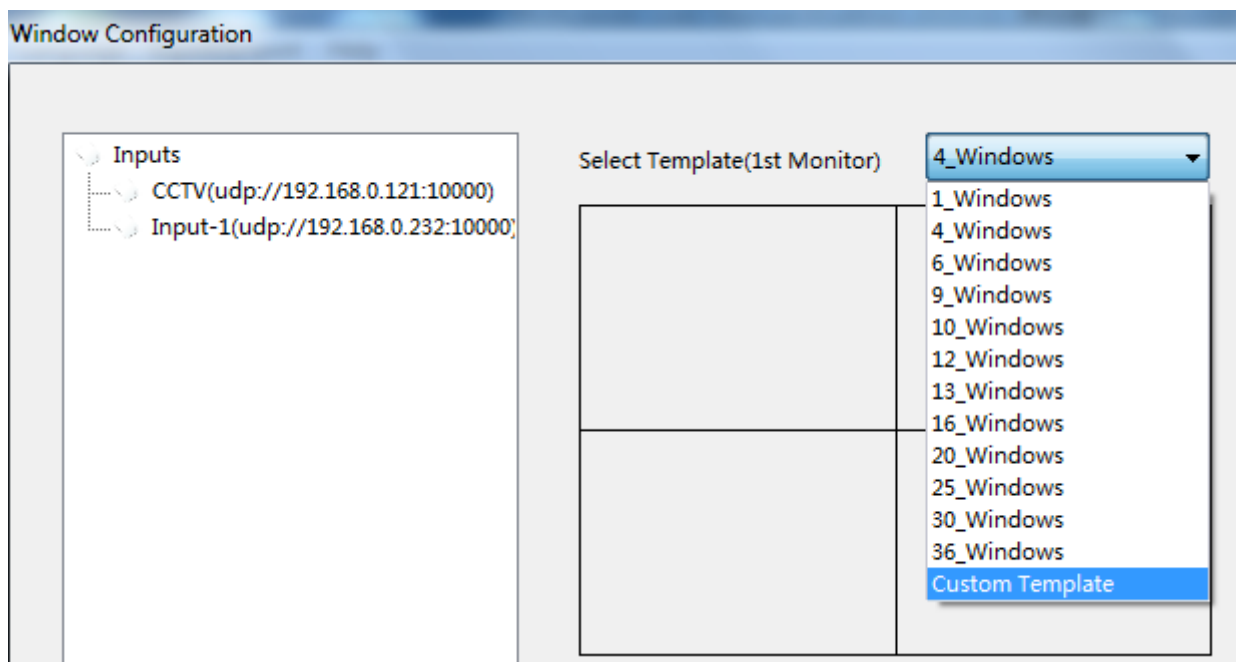 Window Configuration
Inputs
CCTV(udp://192.168.0.121:10000)
Input-1(udp://192.168.0.232:10000)
Select Template(1st Monitor)
4_Windows
1_Windows
4_Windows
6_Windows
9_Windows
10_Windows
12_Windows
13_Windows
16_Windows
20_Windows
25_Windows
30_Windows
36_Windows
Custom Template